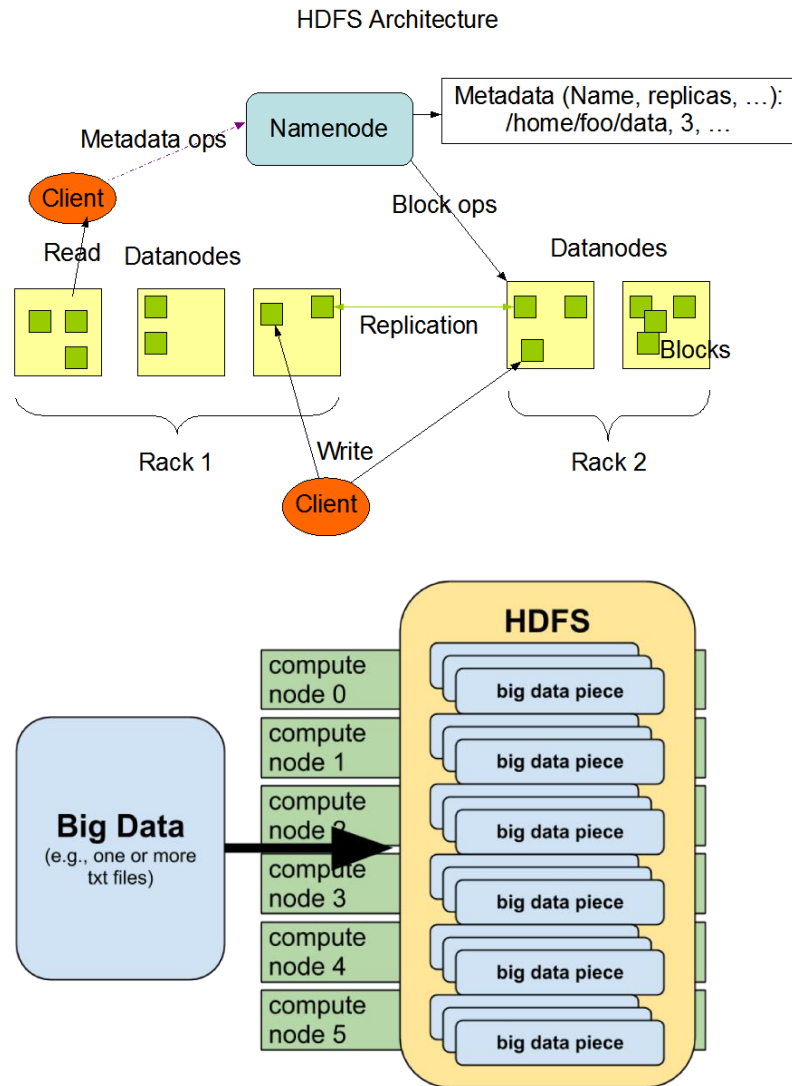 HDFS Architecture
Metadata (Name, replicas, …):
/home/foo/data, 3, …
Namenode
Metadata ops
Client
Block ops
Read
Datanodes
Datanodes
Replication
Blocks
Rack 1
Write
Rack 2
Client
HDFS
compute
node 0
big data piece
compute
node 1
big data piece
Big Data
(e.g., one or more
txt files)
compute
node 2
big data piece
compute
node 3
big data piece
compute
node 4
big data piece
compute
node 5
big data piece